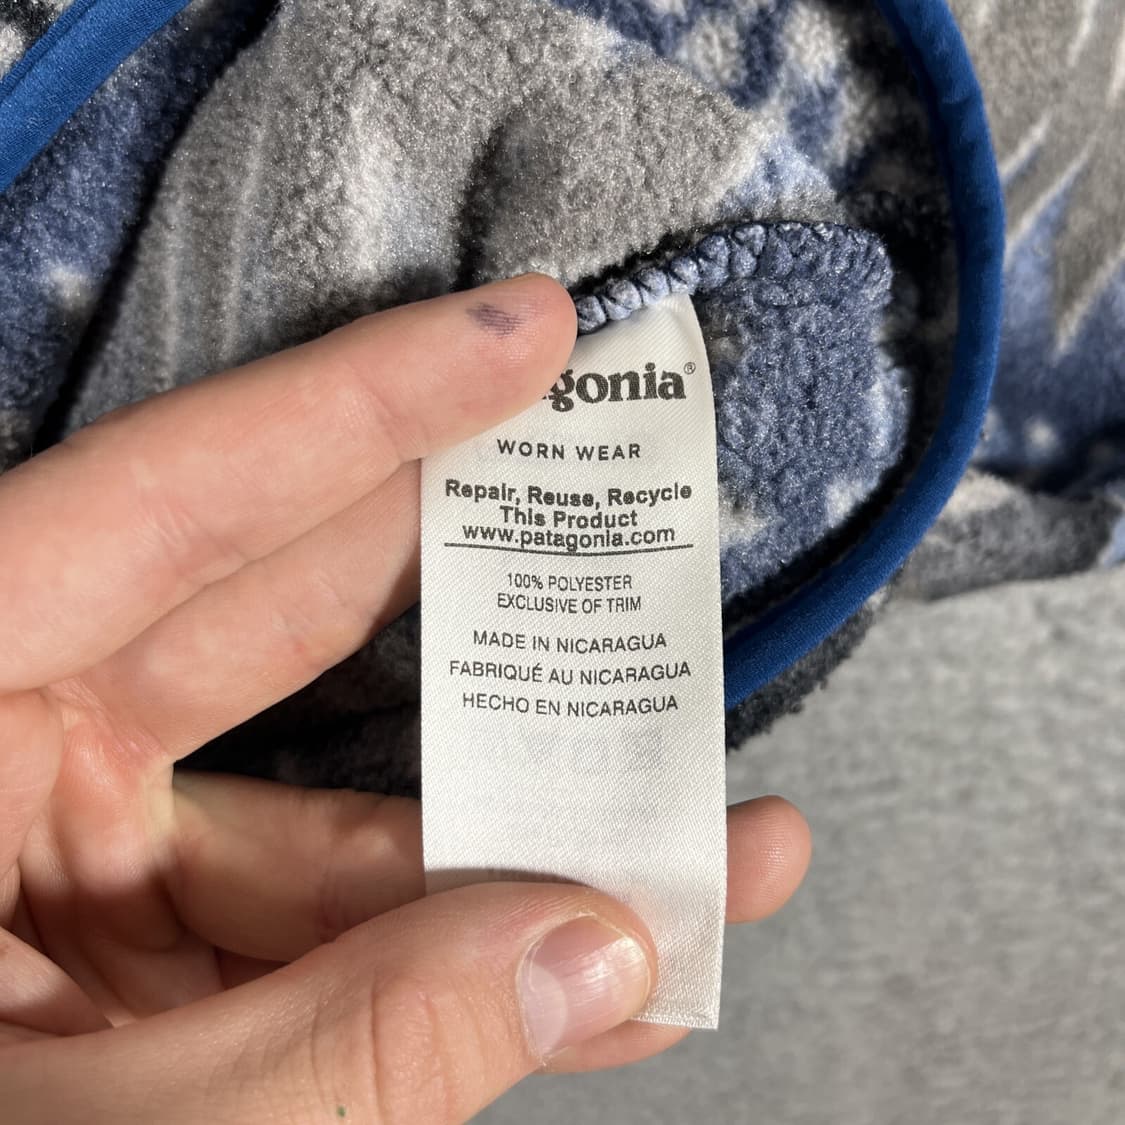 gonia®
WORN WEAR
Repair, Reuse, Recycle
This Product
www.patagonia.com
100% POLYESTER
EXCLUSIVE OF TRIM
MADE IN NICARAGUA
FABRIQUÉ AU NICARAGUA
HECHO EN NICARAGUA